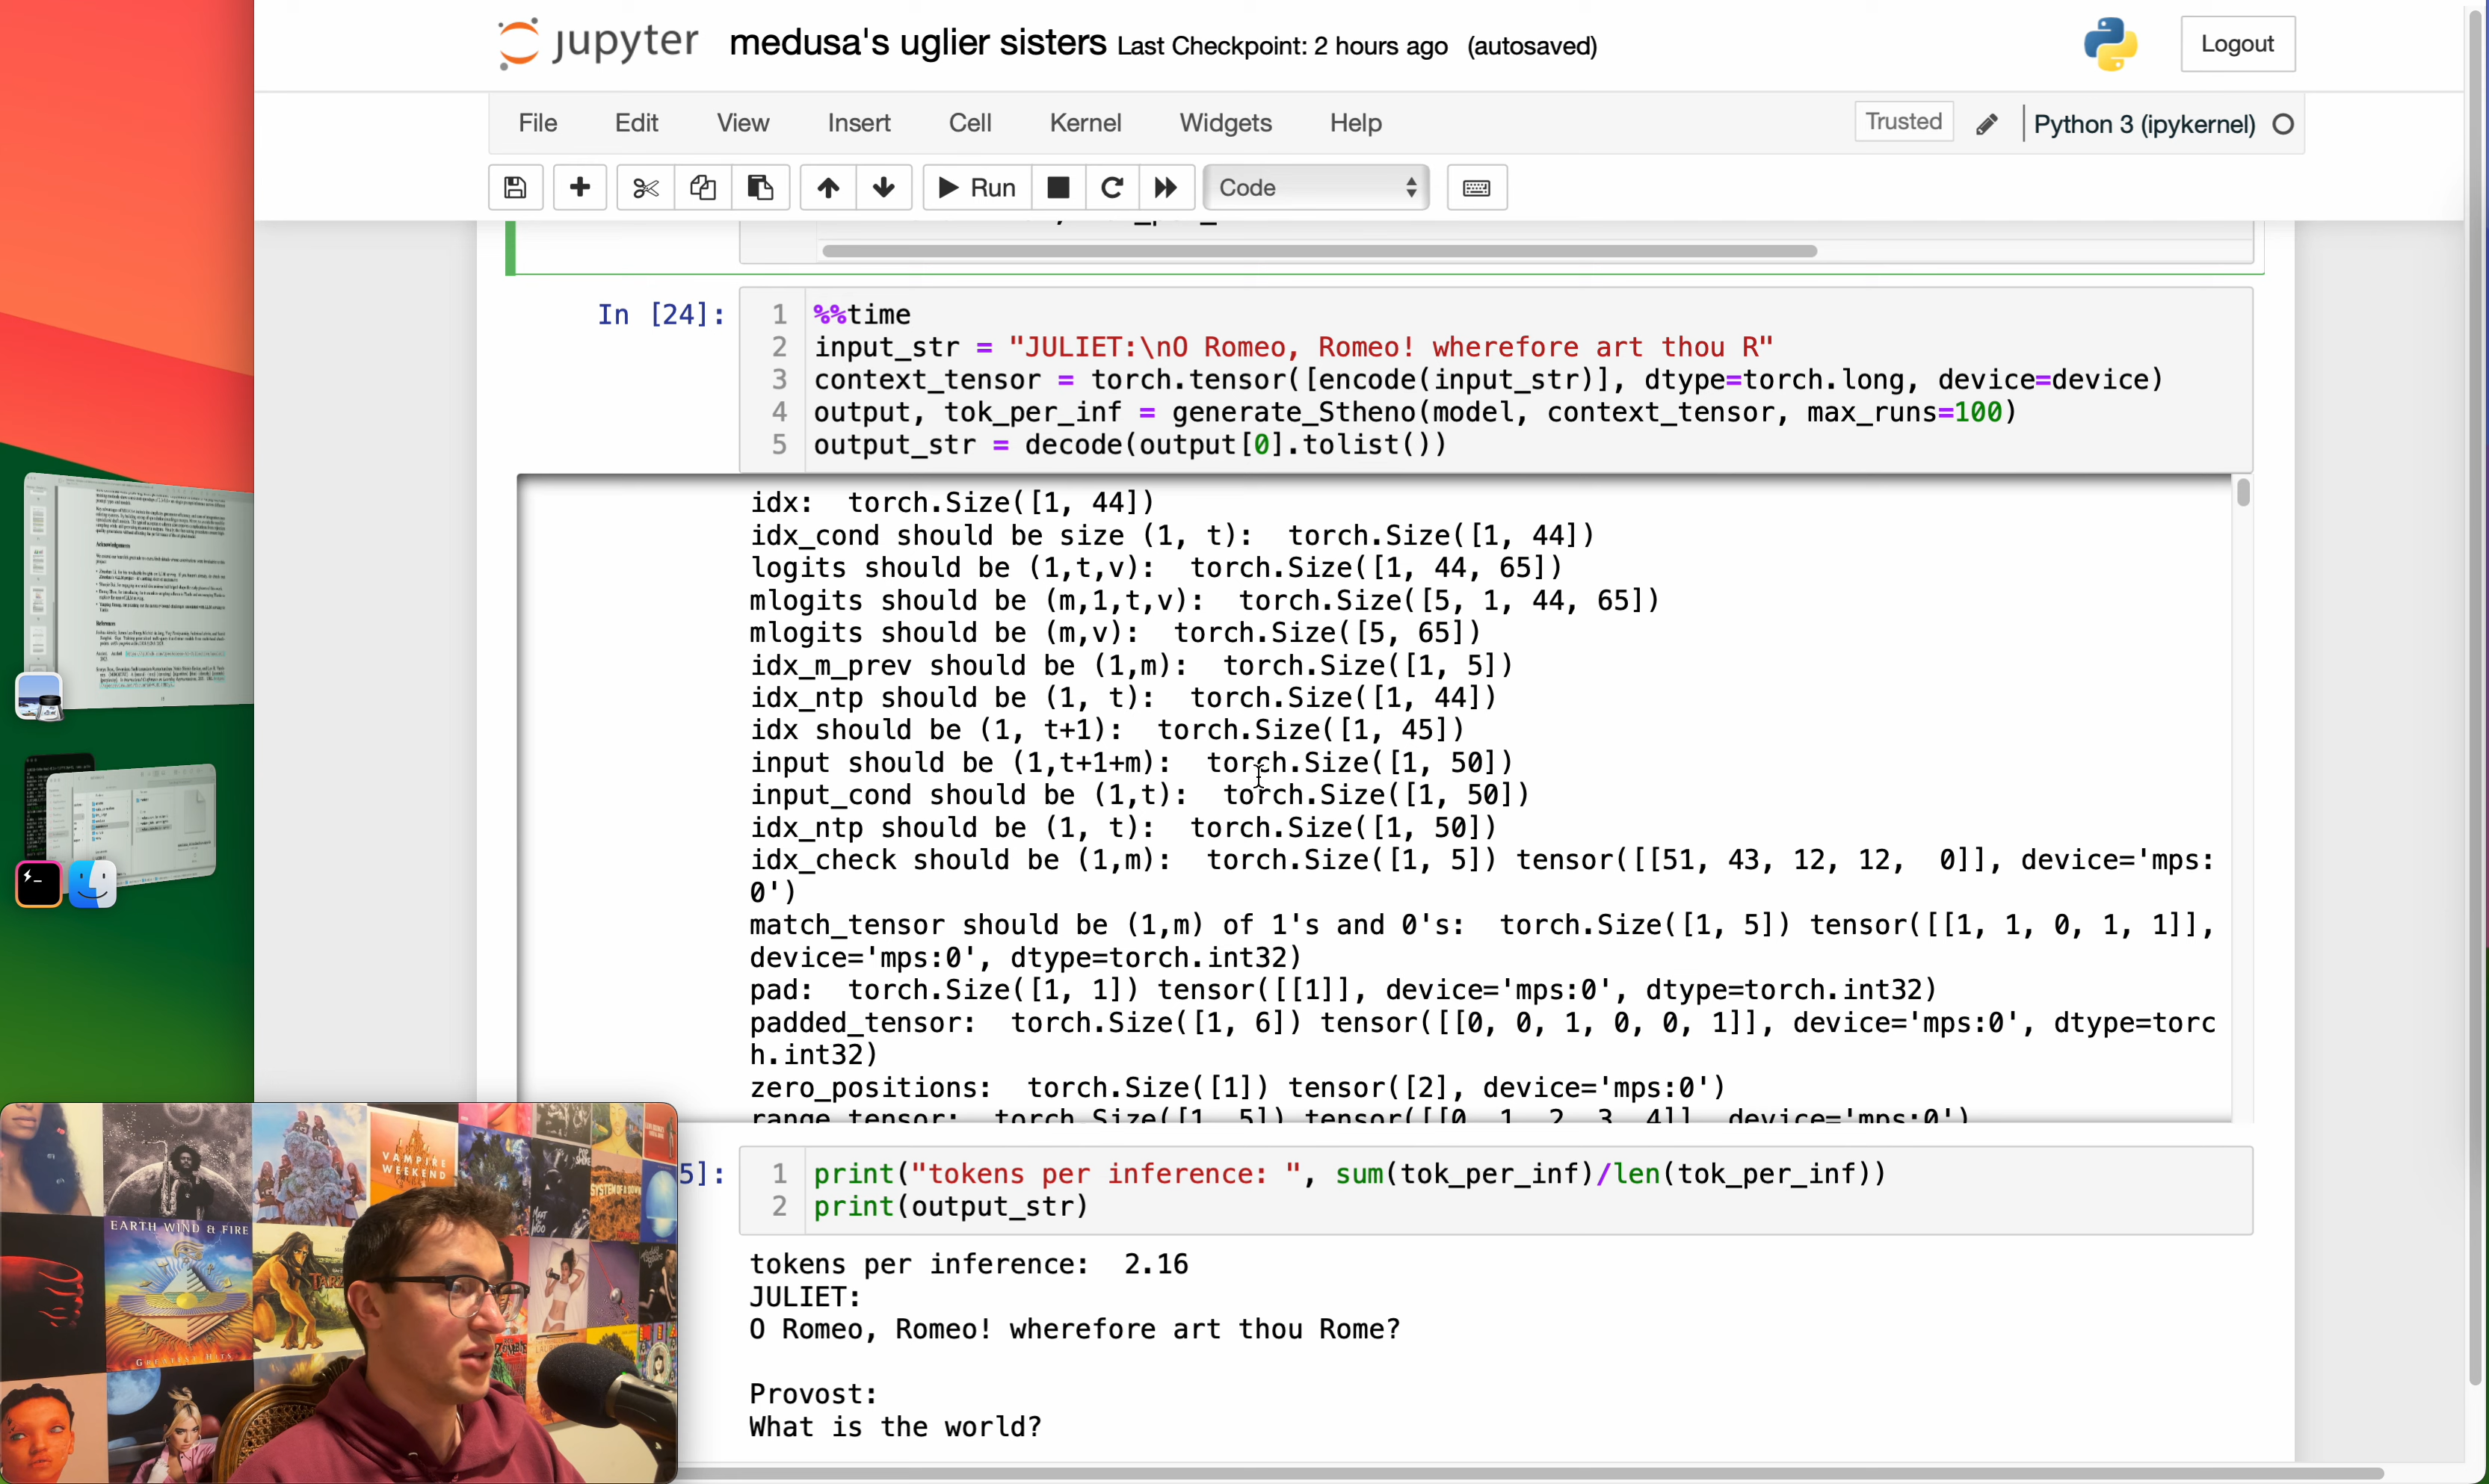 jupyter medusa's uglier sisters Last Checkpoint: 2 hours ago (autosaved)
Logout
File Edit View Insert Cell Kernel Widgets Help
Trusted
Python 3 (ipykernel)
Run
Code
In [24]:
1 %%time
2 input_str = "JULIET:\nO Romeo, Romeo! wherefore art thou R"
3 context_tensor = torch.tensor([encode(input_str)], dtype=torch.long, device=device)
4 output, tok_per_inf = generate_Stheno(model, context_tensor, max_runs=100)
5 output_str = decode(output[0].tolist())
idx:  torch.Size([1, 44])
idx_cond should be size (1, t):  torch.Size([1, 44])
logits should be (1,t,v):  torch.Size([1, 44, 65])
mlogits should be (m,1,t,v):  torch.Size([5, 1, 44, 65])
mlogits should be (m,v):  torch.Size([5, 65])
idx_m_prev should be (1,m):  torch.Size([1, 5])
idx_ntp should be (1, t):  torch.Size([1, 44])
idx should be (1, t+1):  torch.Size([1, 45])
input should be (1,t+1+m):  torch.Size([1, 50])
input_cond should be (1,t):  torch.Size([1, 50])
idx_ntp should be (1, t):  torch.Size([1, 50])
idx_check should be (1,m):  torch.Size([1, 5]) tensor([[51, 43, 12, 12,  0]], device='mps:
0')
match_tensor should be (1,m) of 1's and 0's:  torch.Size([1, 5]) tensor([[1, 1, 0, 1, 1]],
device='mps:0', dtype=torch.int32)
pad:  torch.Size([1, 1]) tensor([[1]], device='mps:0', dtype=torch.int32)
padded_tensor:  torch.Size([1, 6]) tensor([[0, 0, 1, 0, 0, 1]], device='mps:0', dtype=torc
h.int32)
zero_positions:  torch.Size([1]) tensor([2], device='mps:0')
range_tensor:  torch.Size([1, 5]) tensor([[0, 1, 2, 3, 4]], device='mps:0')
5]:
1 print("tokens per inference: ", sum(tok_per_inf)/len(tok_per_inf))
2 print(output_str)
tokens per inference:  2.16
JULIET:
O Romeo, Romeo! wherefore art thou Rome?
Provost:
What is the world?
VAMPIRE
WEEKEND
SYSTEM OF A DOWN
EARTH WIND & FIRE
GREATEST HITS